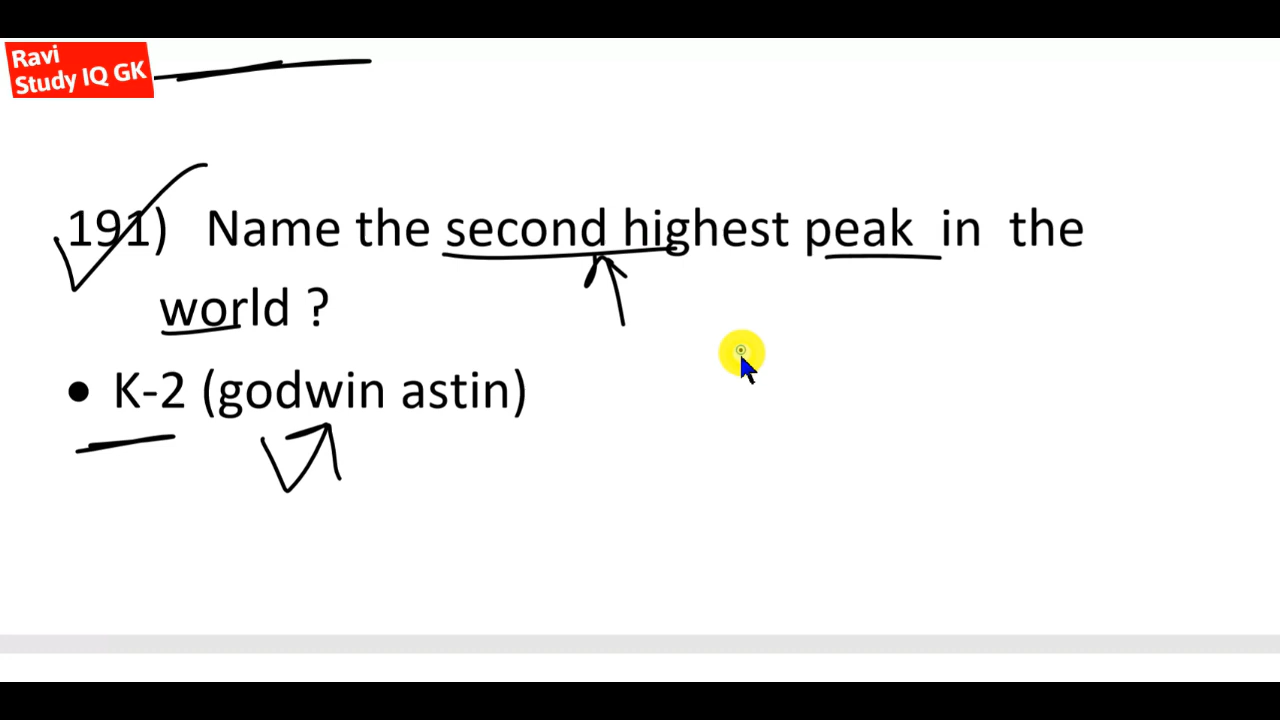 Ravi
Study IQ GK
191) Name the second highest peak in the
world ?
• K-2 (godwin astin)